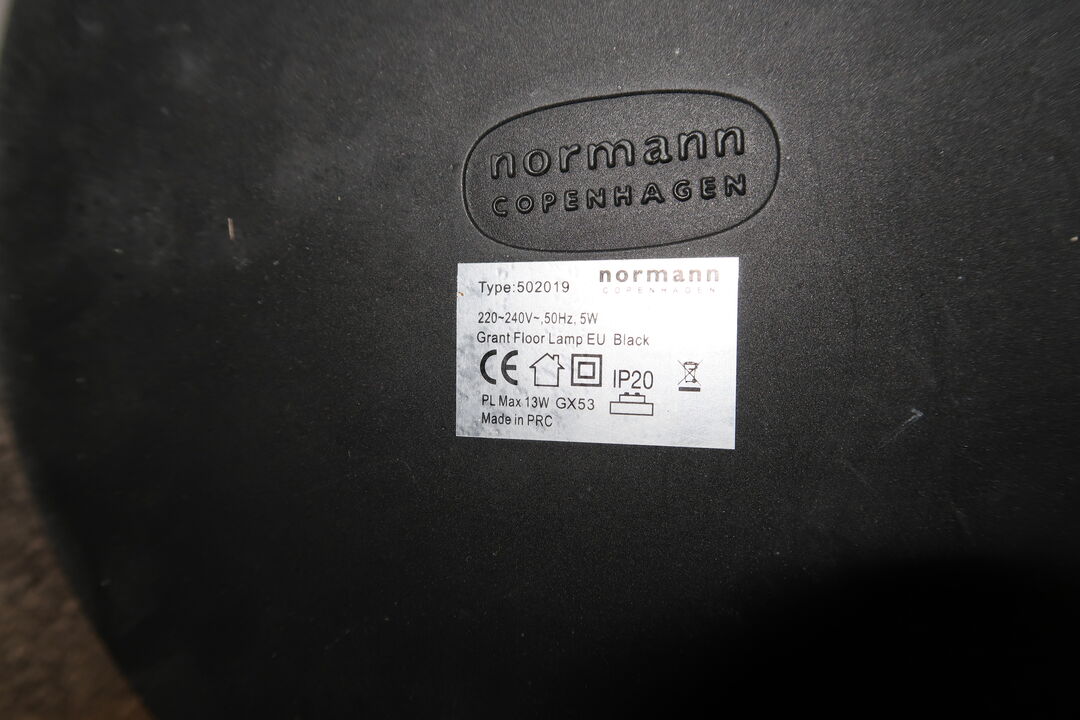 normann
COPENHAGEN
Type:502019
normann
COPENHAGEN
220~240V~,50Hz, 5W
Grant Floor Lamp EU Black
CE IP20
PL Max 13W GX53
Made in PRC